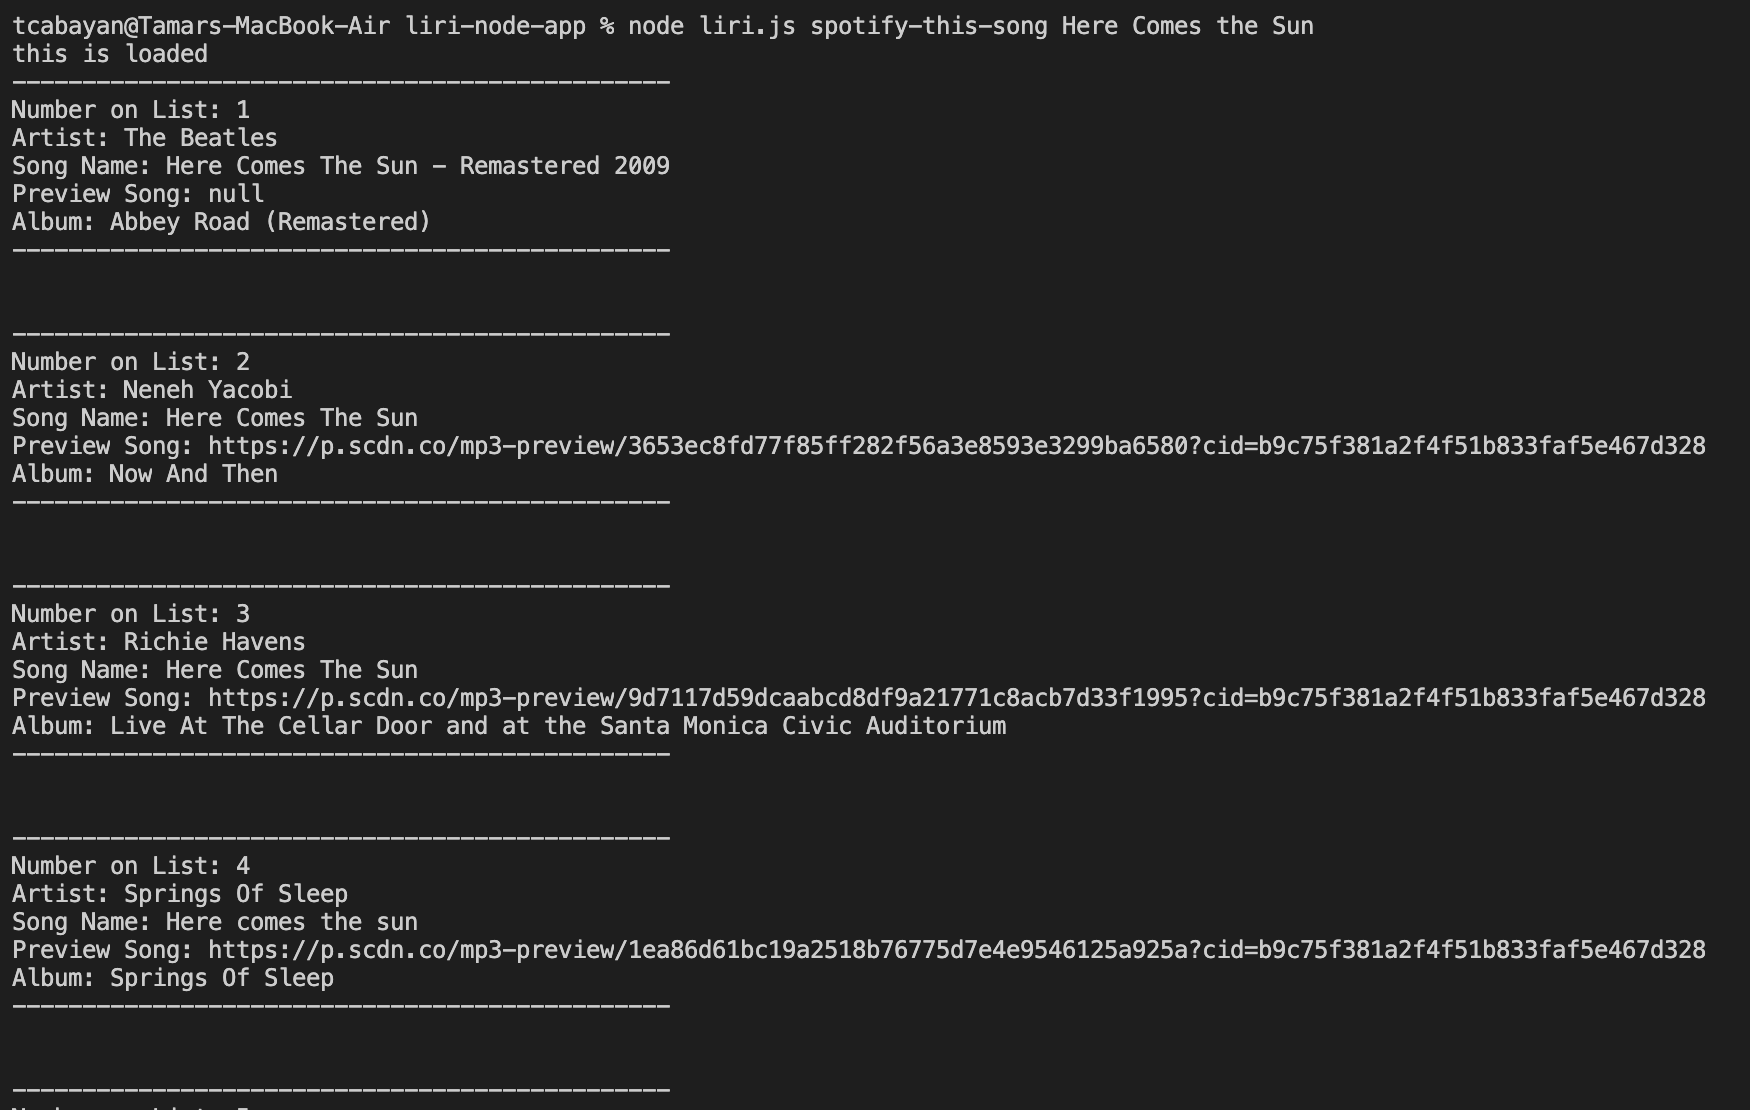 tcabayan@Tamars-MacBook-Air liri-node-app % node liri.js spotify-this-song Here Comes the Sun
this is loaded
-----------------------------------------------
Number on List: 1
Artist: The Beatles
Song Name: Here Comes The Sun - Remastered 2009
Preview Song: null
Album: Abbey Road (Remastered)
-----------------------------------------------
-----------------------------------------------
Number on List: 2
Artist: Neneh Yacobi
Song Name: Here Comes The Sun
Preview Song: https://p.scdn.co/mp3-preview/3653ec8fd77f85ff282f56a3e8593e3299ba6580?cid=b9c75f381a2f4f51b833faf5e467d328
Album: Now And Then
-----------------------------------------------
-----------------------------------------------
Number on List: 3
Artist: Richie Havens
Song Name: Here Comes The Sun
Preview Song: https://p.scdn.co/mp3-preview/9d7117d59dcaabcd8df9a21771c8acb7d33f1995?cid=b9c75f381a2f4f51b833faf5e467d328
Album: Live At The Cellar Door and at the Santa Monica Civic Auditorium
-----------------------------------------------
-----------------------------------------------
Number on List: 4
Artist: Springs Of Sleep
Song Name: Here comes the sun
Preview Song: https://p.scdn.co/mp3-preview/1ea86d61bc19a2518b76775d7e4e9546125a925a?cid=b9c75f381a2f4f51b833faf5e467d328
Album: Springs Of Sleep
-----------------------------------------------
-----------------------------------------------